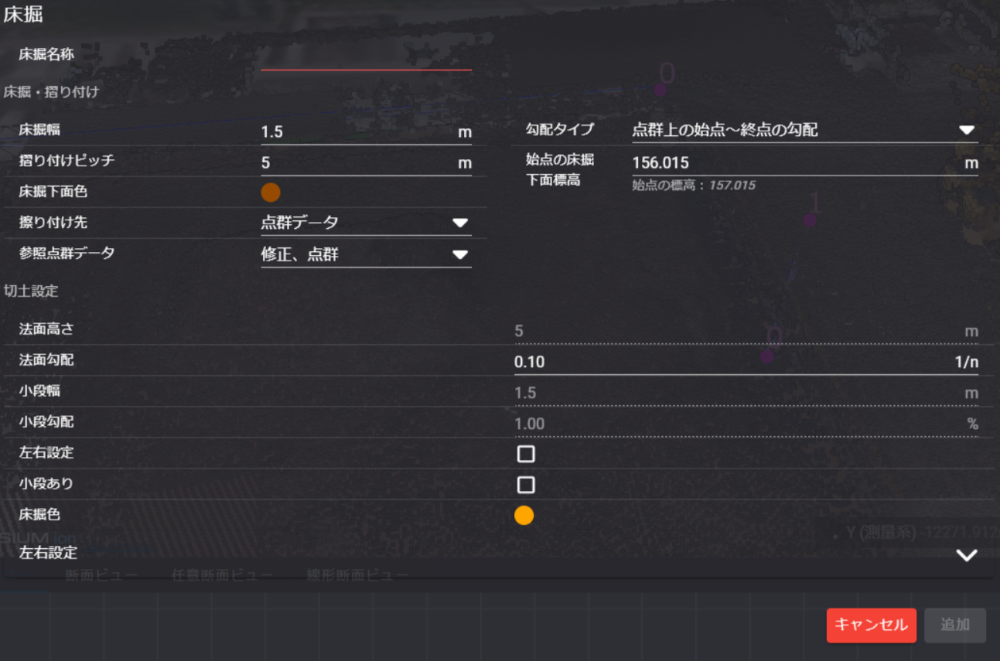 床掘
床掘名称
0
床掘・摺り付け
床掘幅 1.5 m 勾配タイプ 点群上の始点～終点の勾配
摺り付けピッチ 5 m 始点の床掘 156.015 m
下面標高 始点の標高：157.015
床掘下面色
1
擦り付け先 点群データ
参照点群データ 修正、点群
切土設定
法面高さ 5 m
n
法面勾配 0.10 1/n
小段幅 1.5 m
小段勾配 1.00 %
左右設定
小段あり
床掘色
SIUM ion
Y (測量系) -12271.912
左右設定
断面ビュー 任意断面ビュー 線形断面ビュー
キャンセル 追加